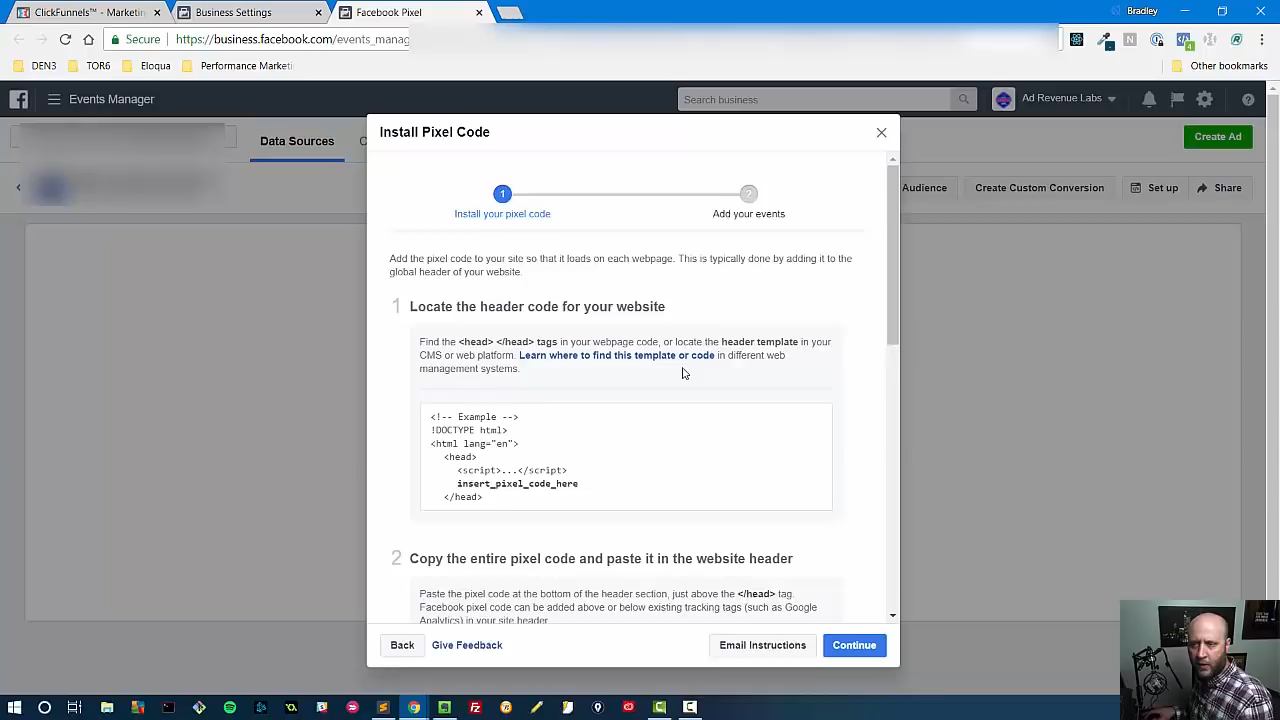 ClickFunnels™ - Marketin
Business Settings
Facebook Pixel
Bradley
Secure
https://business.facebook.com/events_manag
DEN3
TOR6
Eloqua
Performance Marketi
Other bookmarks
Events Manager
Search business
Ad Revenue Labs
Data Sources
Create Ad
Audience
Create Custom Conversion
Set up
Share
Install Pixel Code
1
2
Install your pixel code
Add your events
Add the pixel code to your site so that it loads on each webpage. This is typically done by adding it to the
global header of your website.
1 Locate the header code for your website
Find the <head> </head> tags in your webpage code, or locate the header template in your
CMS or web platform. Learn where to find this template or code in different web
management systems.
<!-- Example -->
!DOCTYPE html>
<html lang="en">
<head>
<script>...</script>
insert_pixel_code_here
</head>
2 Copy the entire pixel code and paste it in the website header
Paste the pixel code at the bottom of the header section, just above the </head> tag.
Facebook pixel code can be added above or below existing tracking tags (such as Google
Analytics) in your site header.
Back
Give Feedback
Email Instructions
Continue